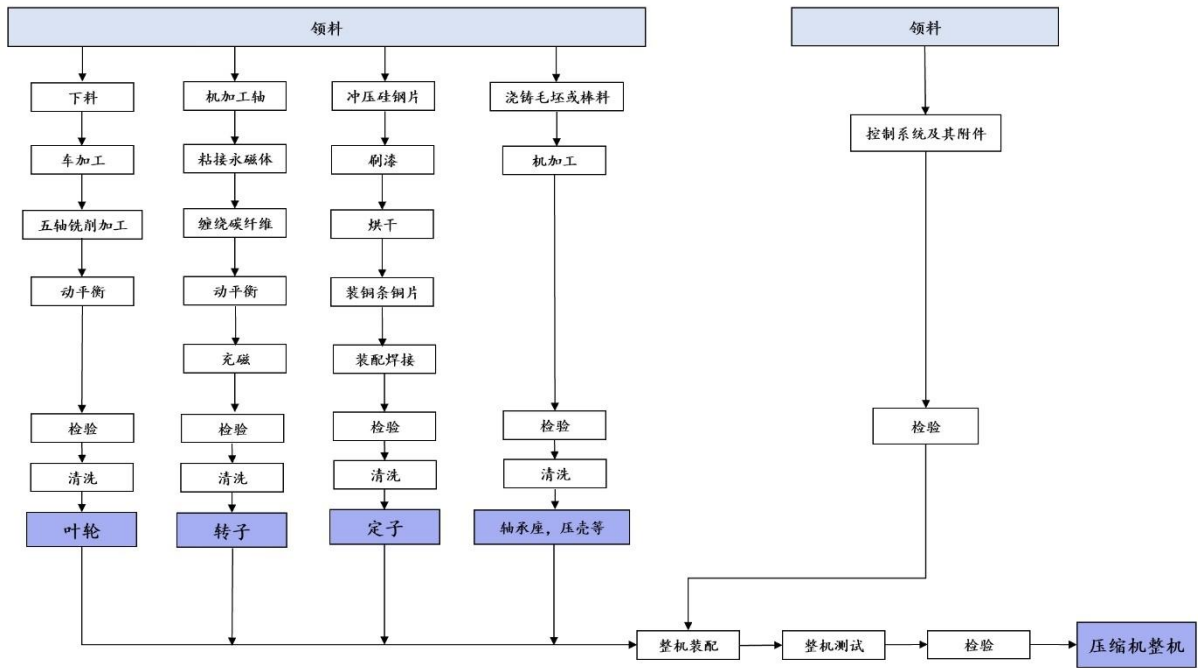 领料
领料
下料
机加工轴
冲压硅钢片
浇铸毛坯或棒料
控制系统及其附件
车加工
粘接永磁体
刷漆
机加工
五轴铣削加工
缠绕碳纤维
烘干
动平衡
动平衡
装铜条铜片
充磁
装配焊接
检验
检验
检验
检验
检验
清洗
清洗
清洗
清洗
叶轮
转子
定子
轴承座，压壳等
整机装配
整机测试
检验
压缩机整机